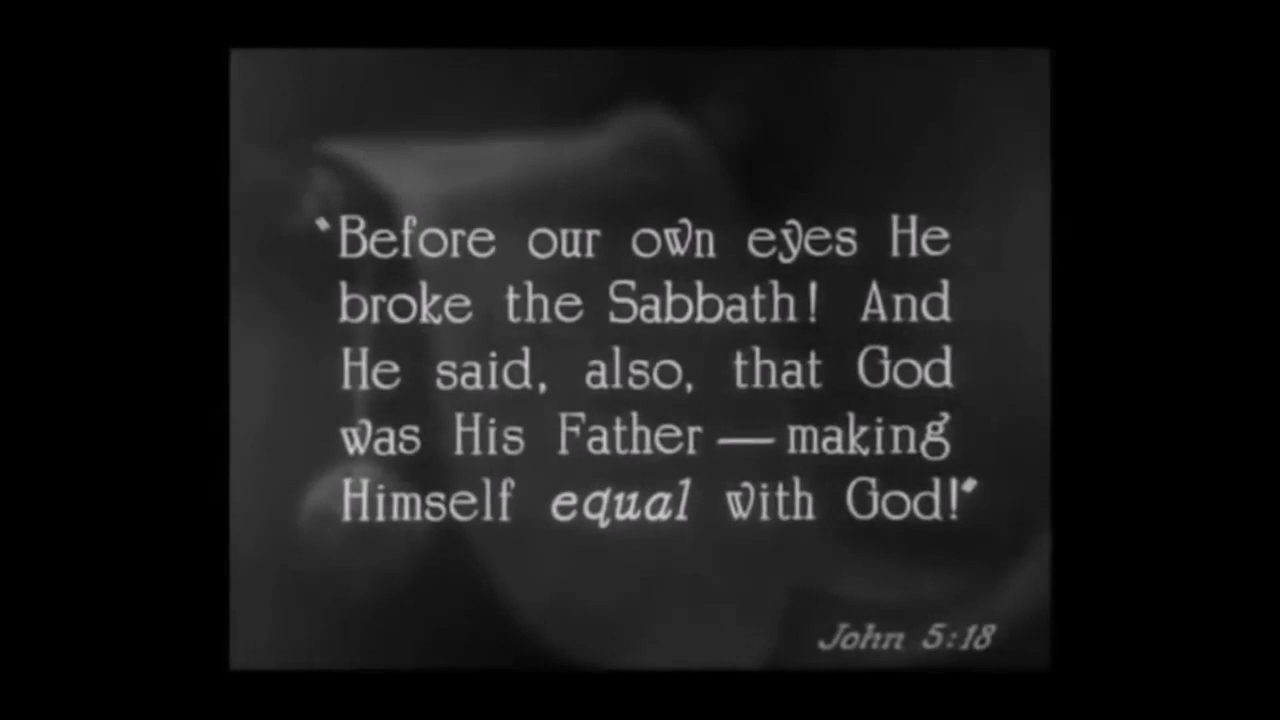 "Before our own eyes He
broke the Sabbath! And
He said, also, that God
was His Father — making
Himself equal with God!"
John 5:18